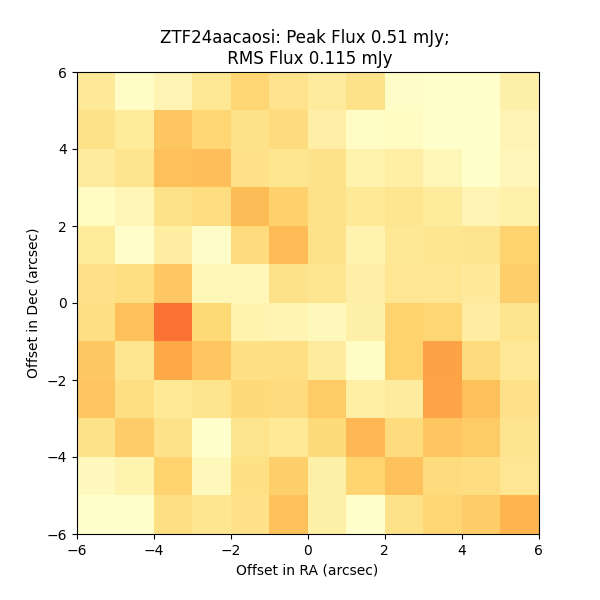 ZTF24aacaosi: Peak Flux 0.51 mJy;
RMS Flux 0.115 mJy
6
4
2
0
−2
−4
−6
Offset in Dec (arcsec)
−6 −4 −2 0 2 4 6
Offset in RA (arcsec)